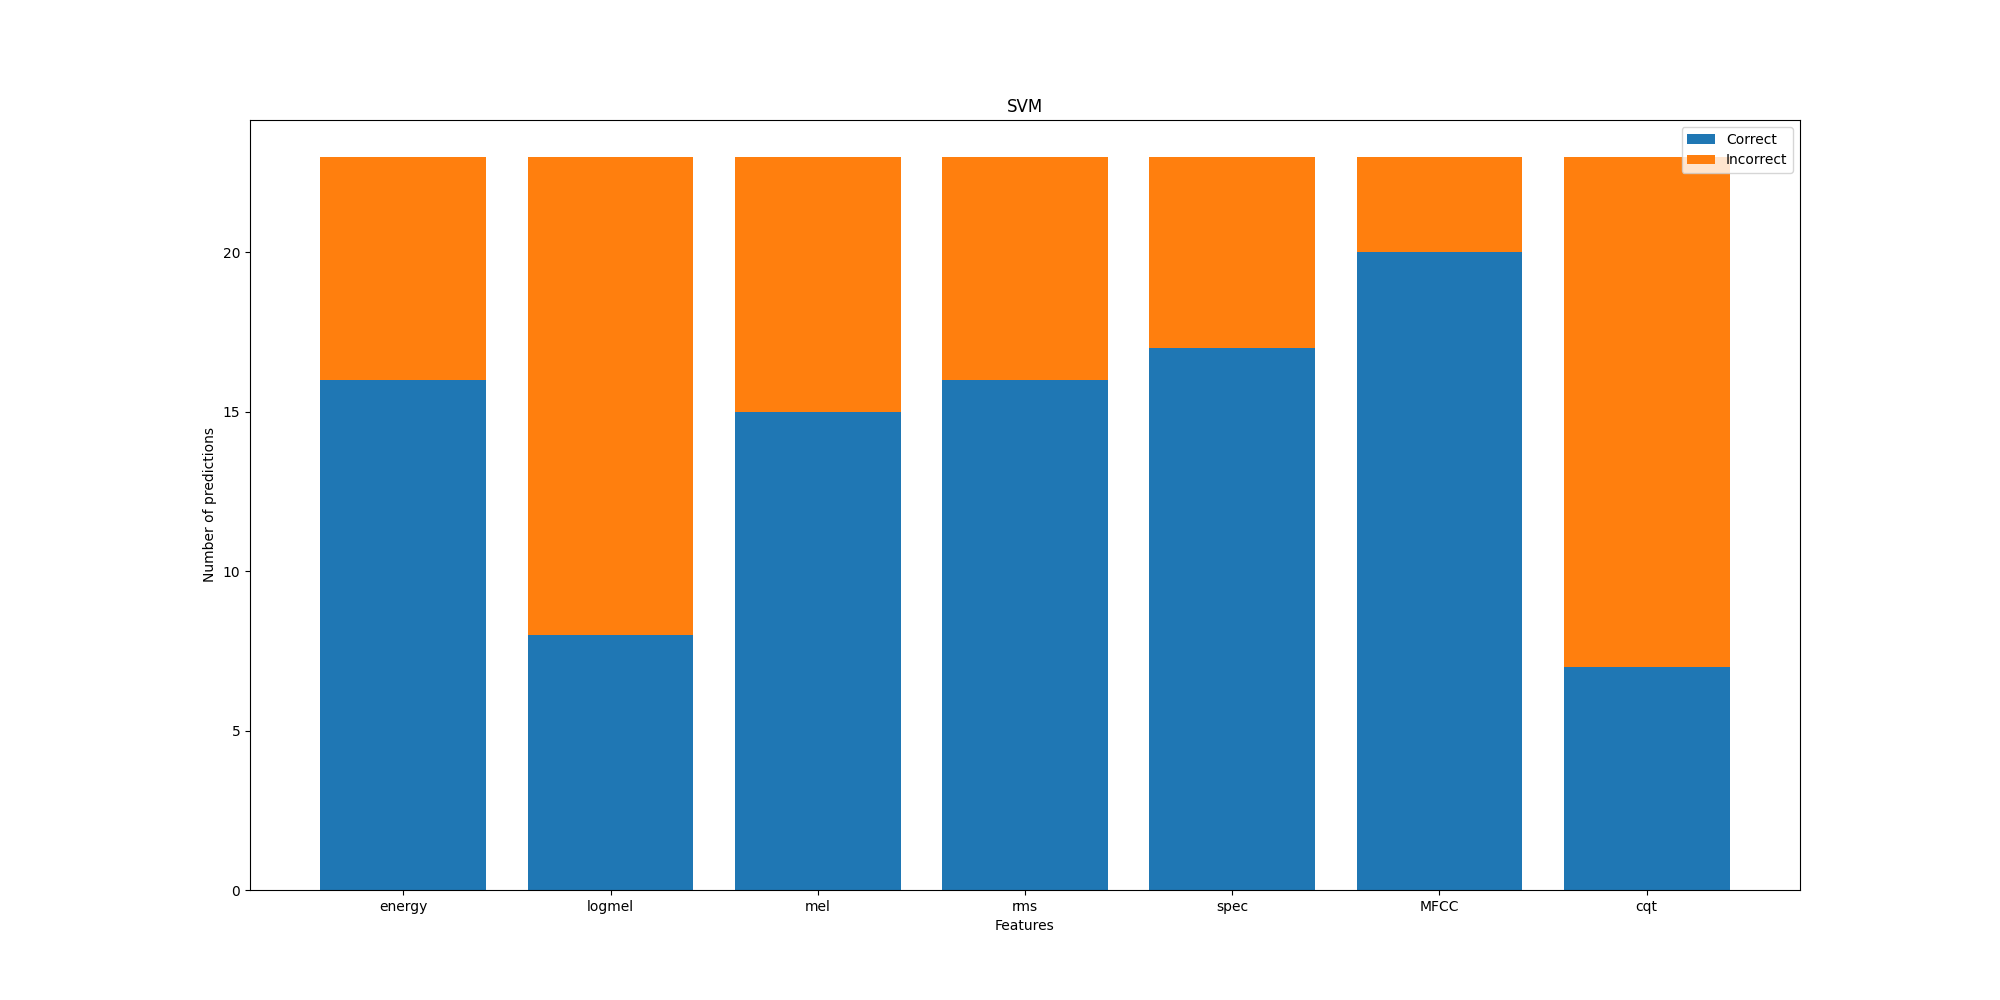 SVM
Correct
Incorrect
Number of predictions
20
15
10
5
0
energy logmel mel rms spec MFCC cqt
Features